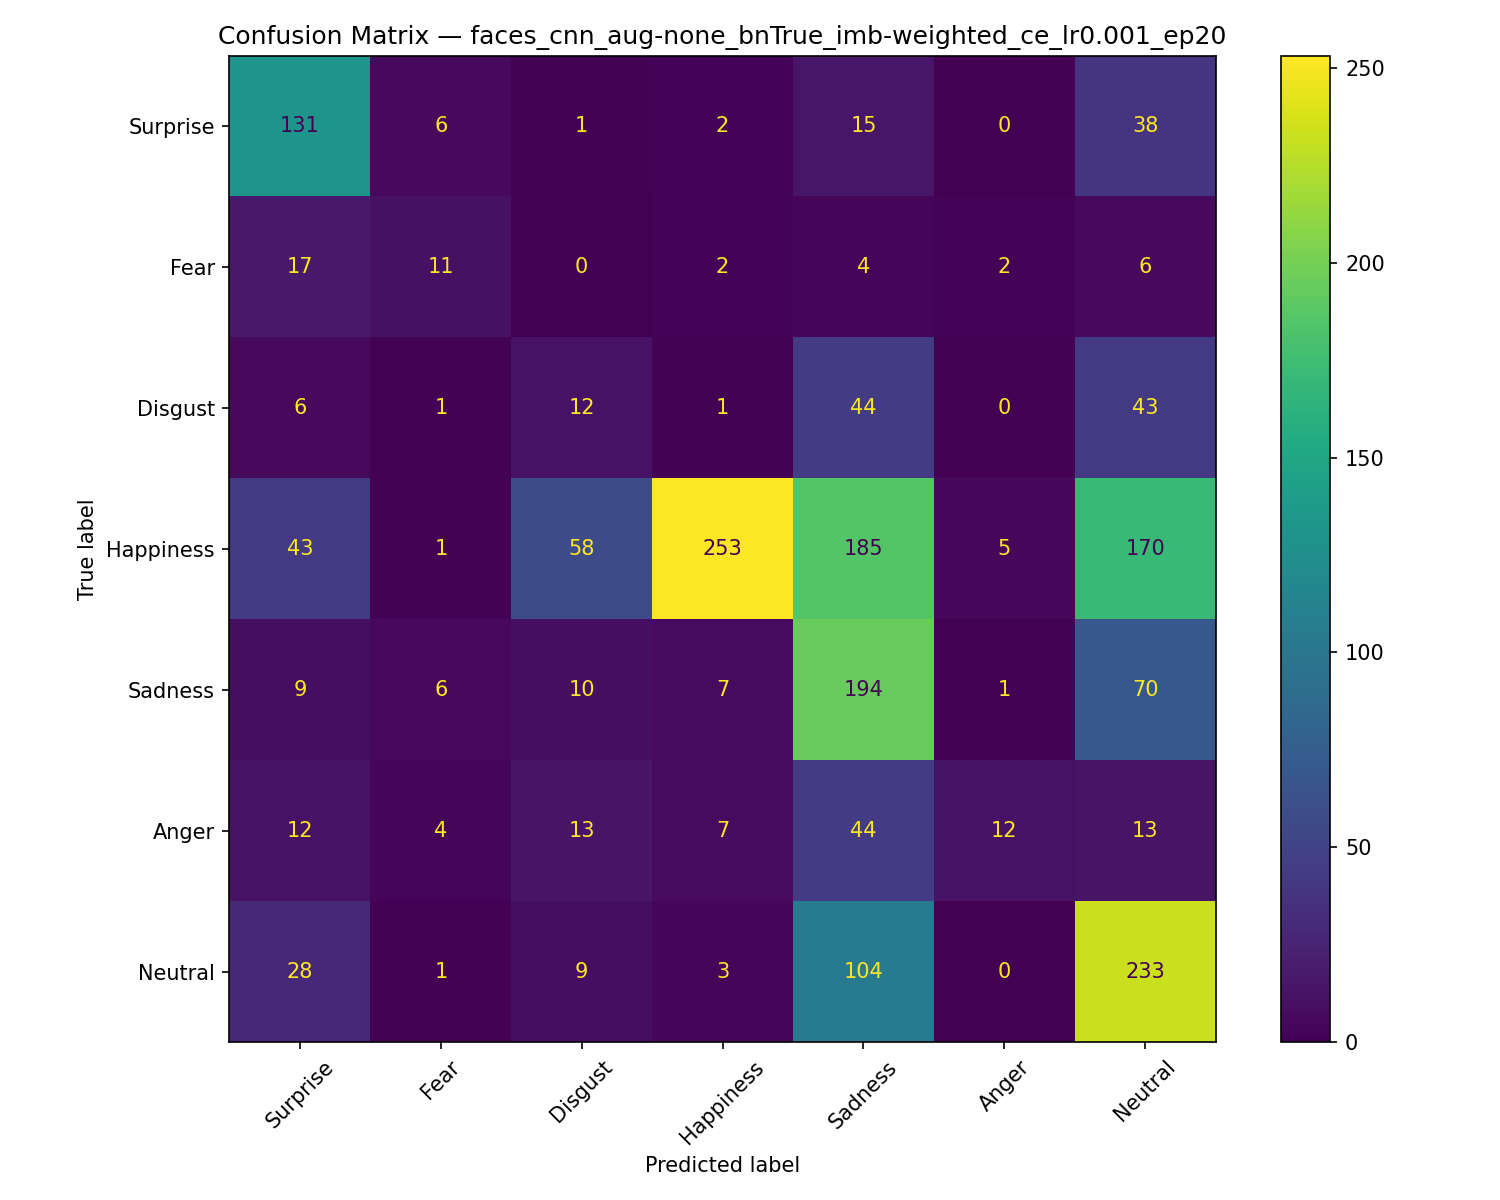 Confusion Matrix — faces_cnn_aug-none_bnTrue_imb-weighted_ce_lr0.001_ep20
Surprise 131 6 1 2 15 0 38
Fear 17 11 0 2 4 2 6
Disgust 6 1 12 1 44 0 43
Happiness 43 1 58 253 185 5 170
Sadness 9 6 10 7 194 1 70
Anger 12 4 13 7 44 12 13
Neutral 28 1 9 3 104 0 233
True label
Surprise Fear Disgust Happiness Sadness Anger Neutral
Predicted label
250
200
150
100
50
0